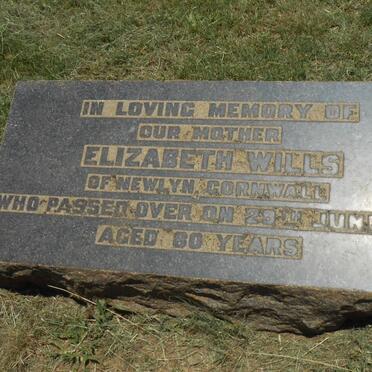 IN LOVING MEMORY OF
OUR MOTHER
ELIZABETH WILLS
OF NEWLYN, CORNWALL
WHO PASSED OVER ON 29TH JUNE
AGED 80 YEARS